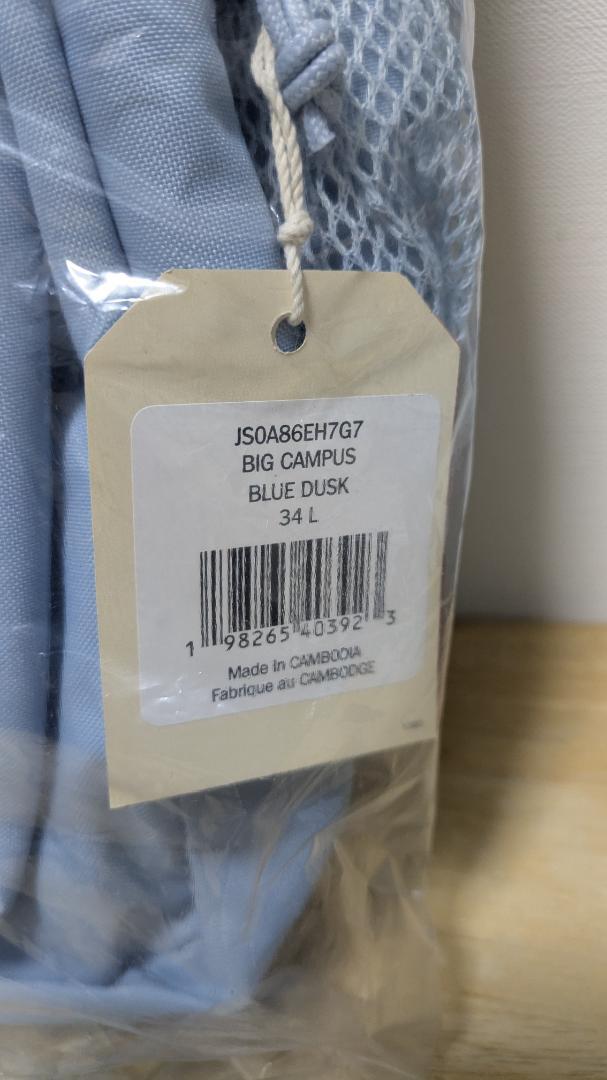 JS0A86EH7G7
BIG CAMPUS
BLUE DUSK
34 L
1 98265 40392 3
Made in CAMBODIA
Fabriqué au CAMBODGE